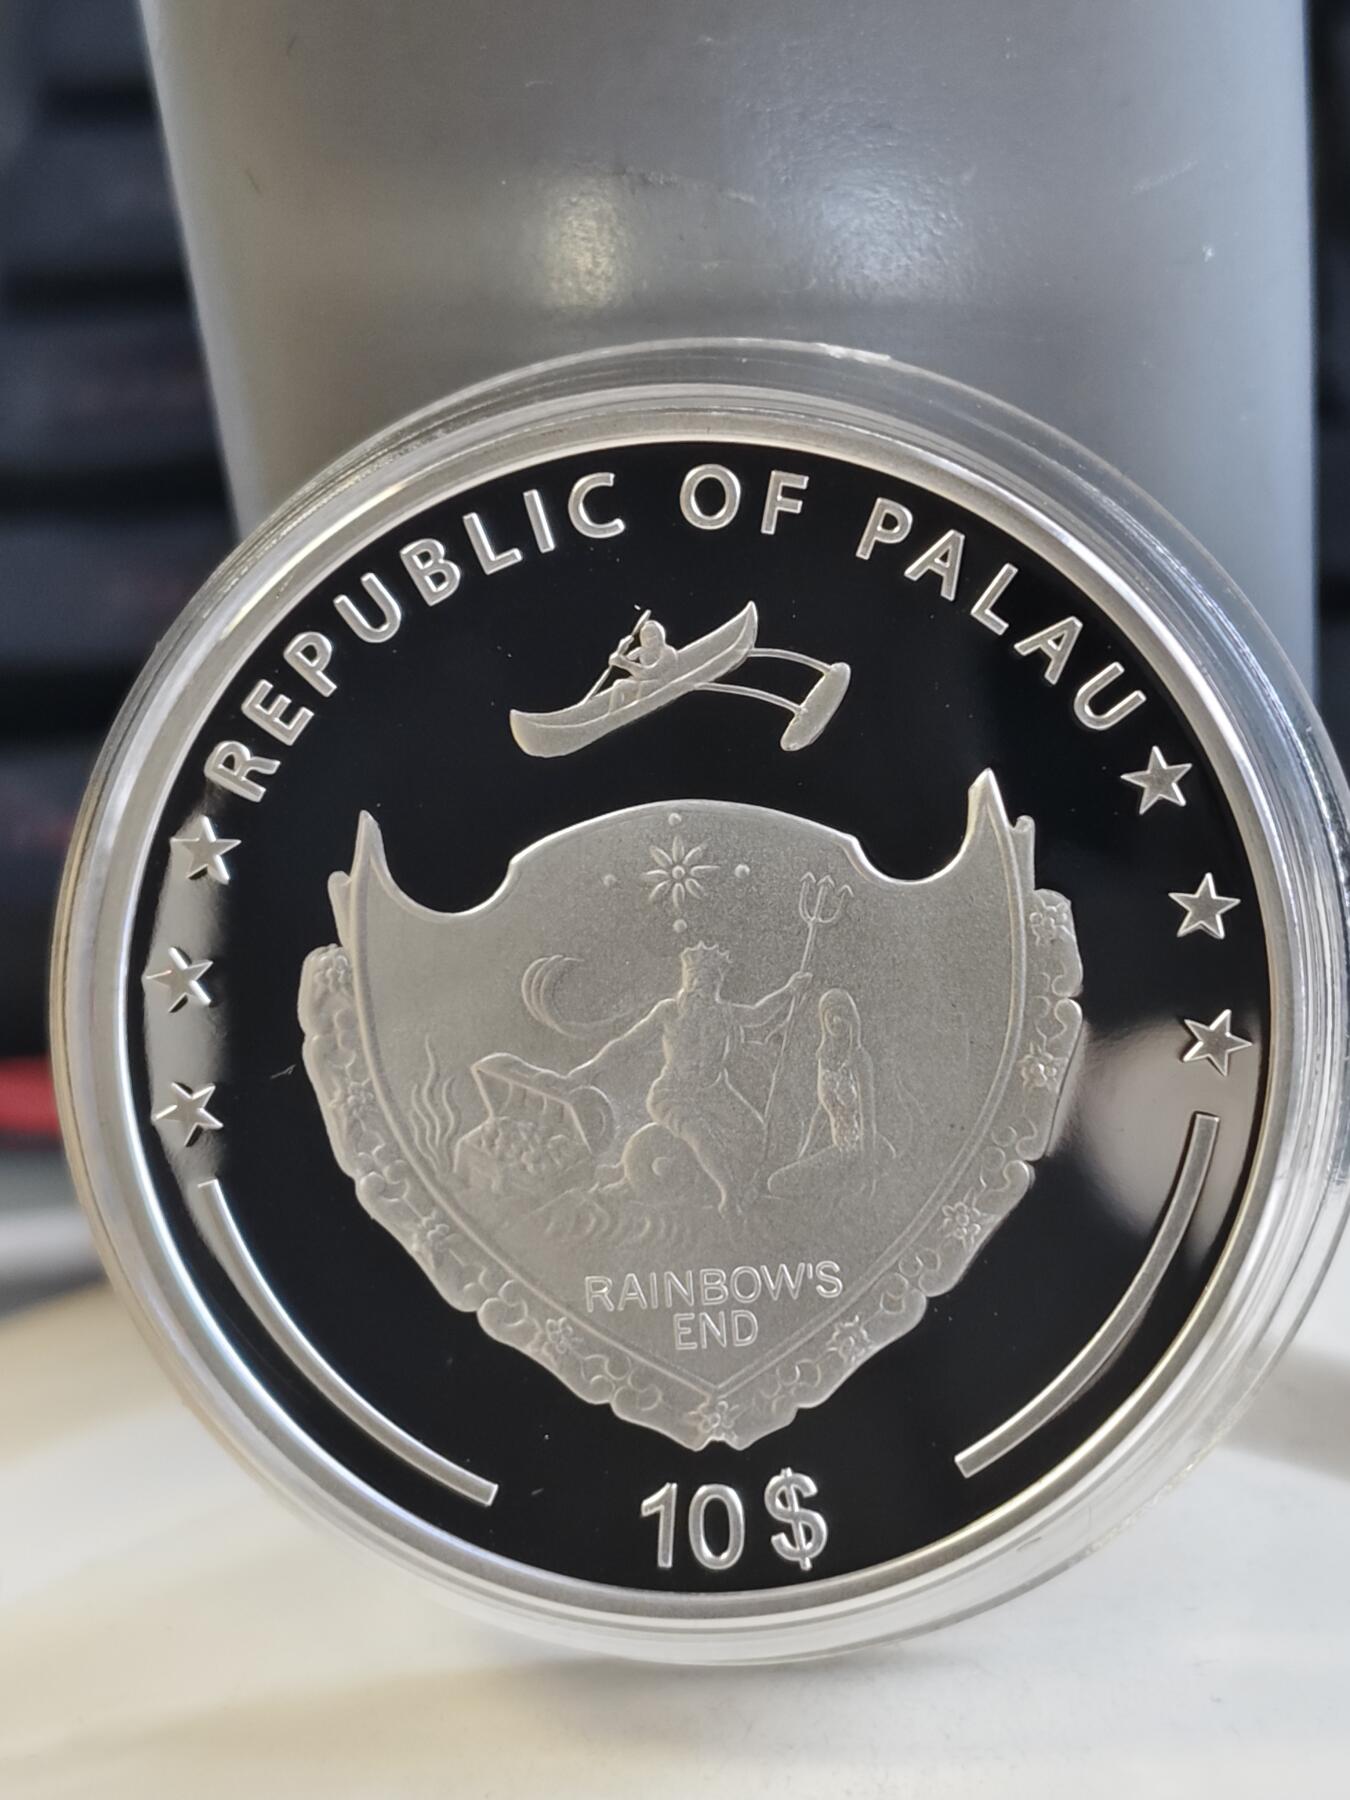 REPUBLIC OF PALAU
RAINBOW'S
END
10$